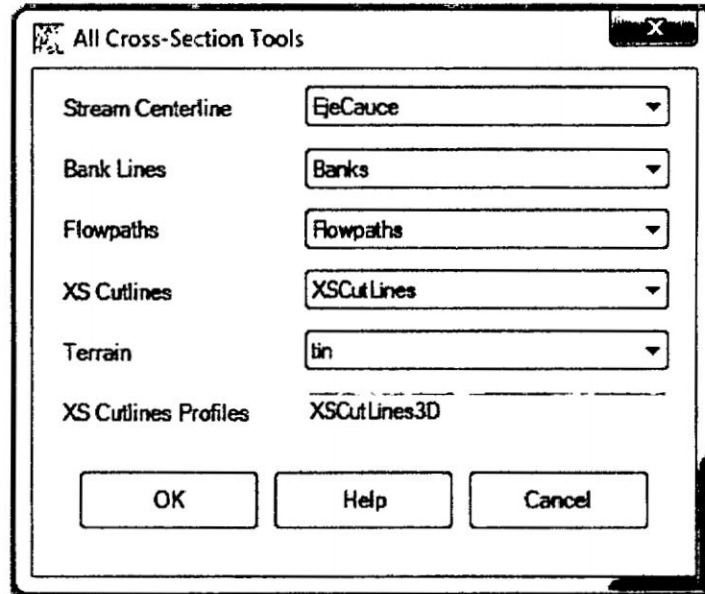 All Cross-Section Tools
Stream Centerline EjeCauce
Bank Lines Banks
Flowpaths Flowpaths
XS Cutlines XSCutLines
Terrain tin
XS Cutlines Profiles XSCutLines3D
OK Help Cancel